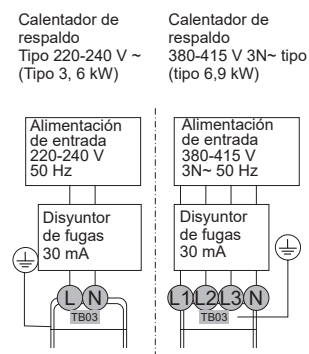 Calentador de
respaldo
Tipo 220-240 V ~
(Tipo 3, 6 kW)
Calentador de
respaldo
380-415 V 3N~ tipo
(tipo 6,9 kW)
Alimentación
de entrada
220-240 V
50 Hz
Alimentación
de entrada
380-415 V
3N~ 50 Hz
Disyuntor
de fugas
30 mA
Disyuntor
de fugas
30 mA
L N
TB03
L1 L2 L3 N
TB03